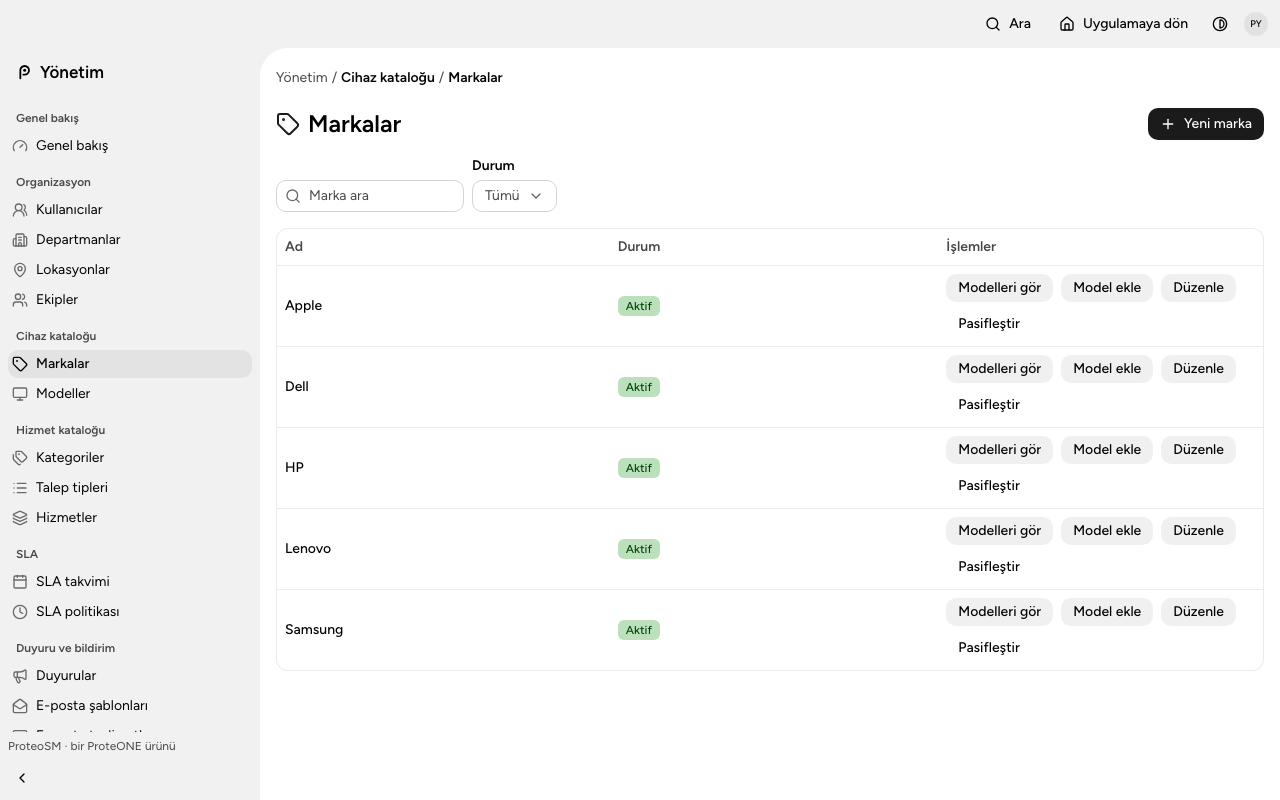 Ara
Uygulamaya dön
PY
Yönetim
Genel bakış
Genel bakış
Organizasyon
Kullanıcılar
Departmanlar
Lokasyonlar
Ekipler
Cihaz kataloğu
Markalar
Modeller
Hizmet kataloğu
Kategoriler
Talep tipleri
Hizmetler
SLA
SLA takvimi
SLA politikası
Duyuru ve bildirim
Duyurular
E-posta şablonları
ProteoSM · bir ProteONE ürünü
Yönetim / Cihaz kataloğu / Markalar
Markalar
Yeni marka
Durum
Marka ara
Tümü
Ad Durum İşlemler
Apple Aktif Modelleri gör Model ekle Düzenle
Pasifleştir
Dell Aktif Modelleri gör Model ekle Düzenle
Pasifleştir
HP Aktif Modelleri gör Model ekle Düzenle
Pasifleştir
Lenovo Aktif Modelleri gör Model ekle Düzenle
Pasifleştir
Samsung Aktif Modelleri gör Model ekle Düzenle
Pasifleştir